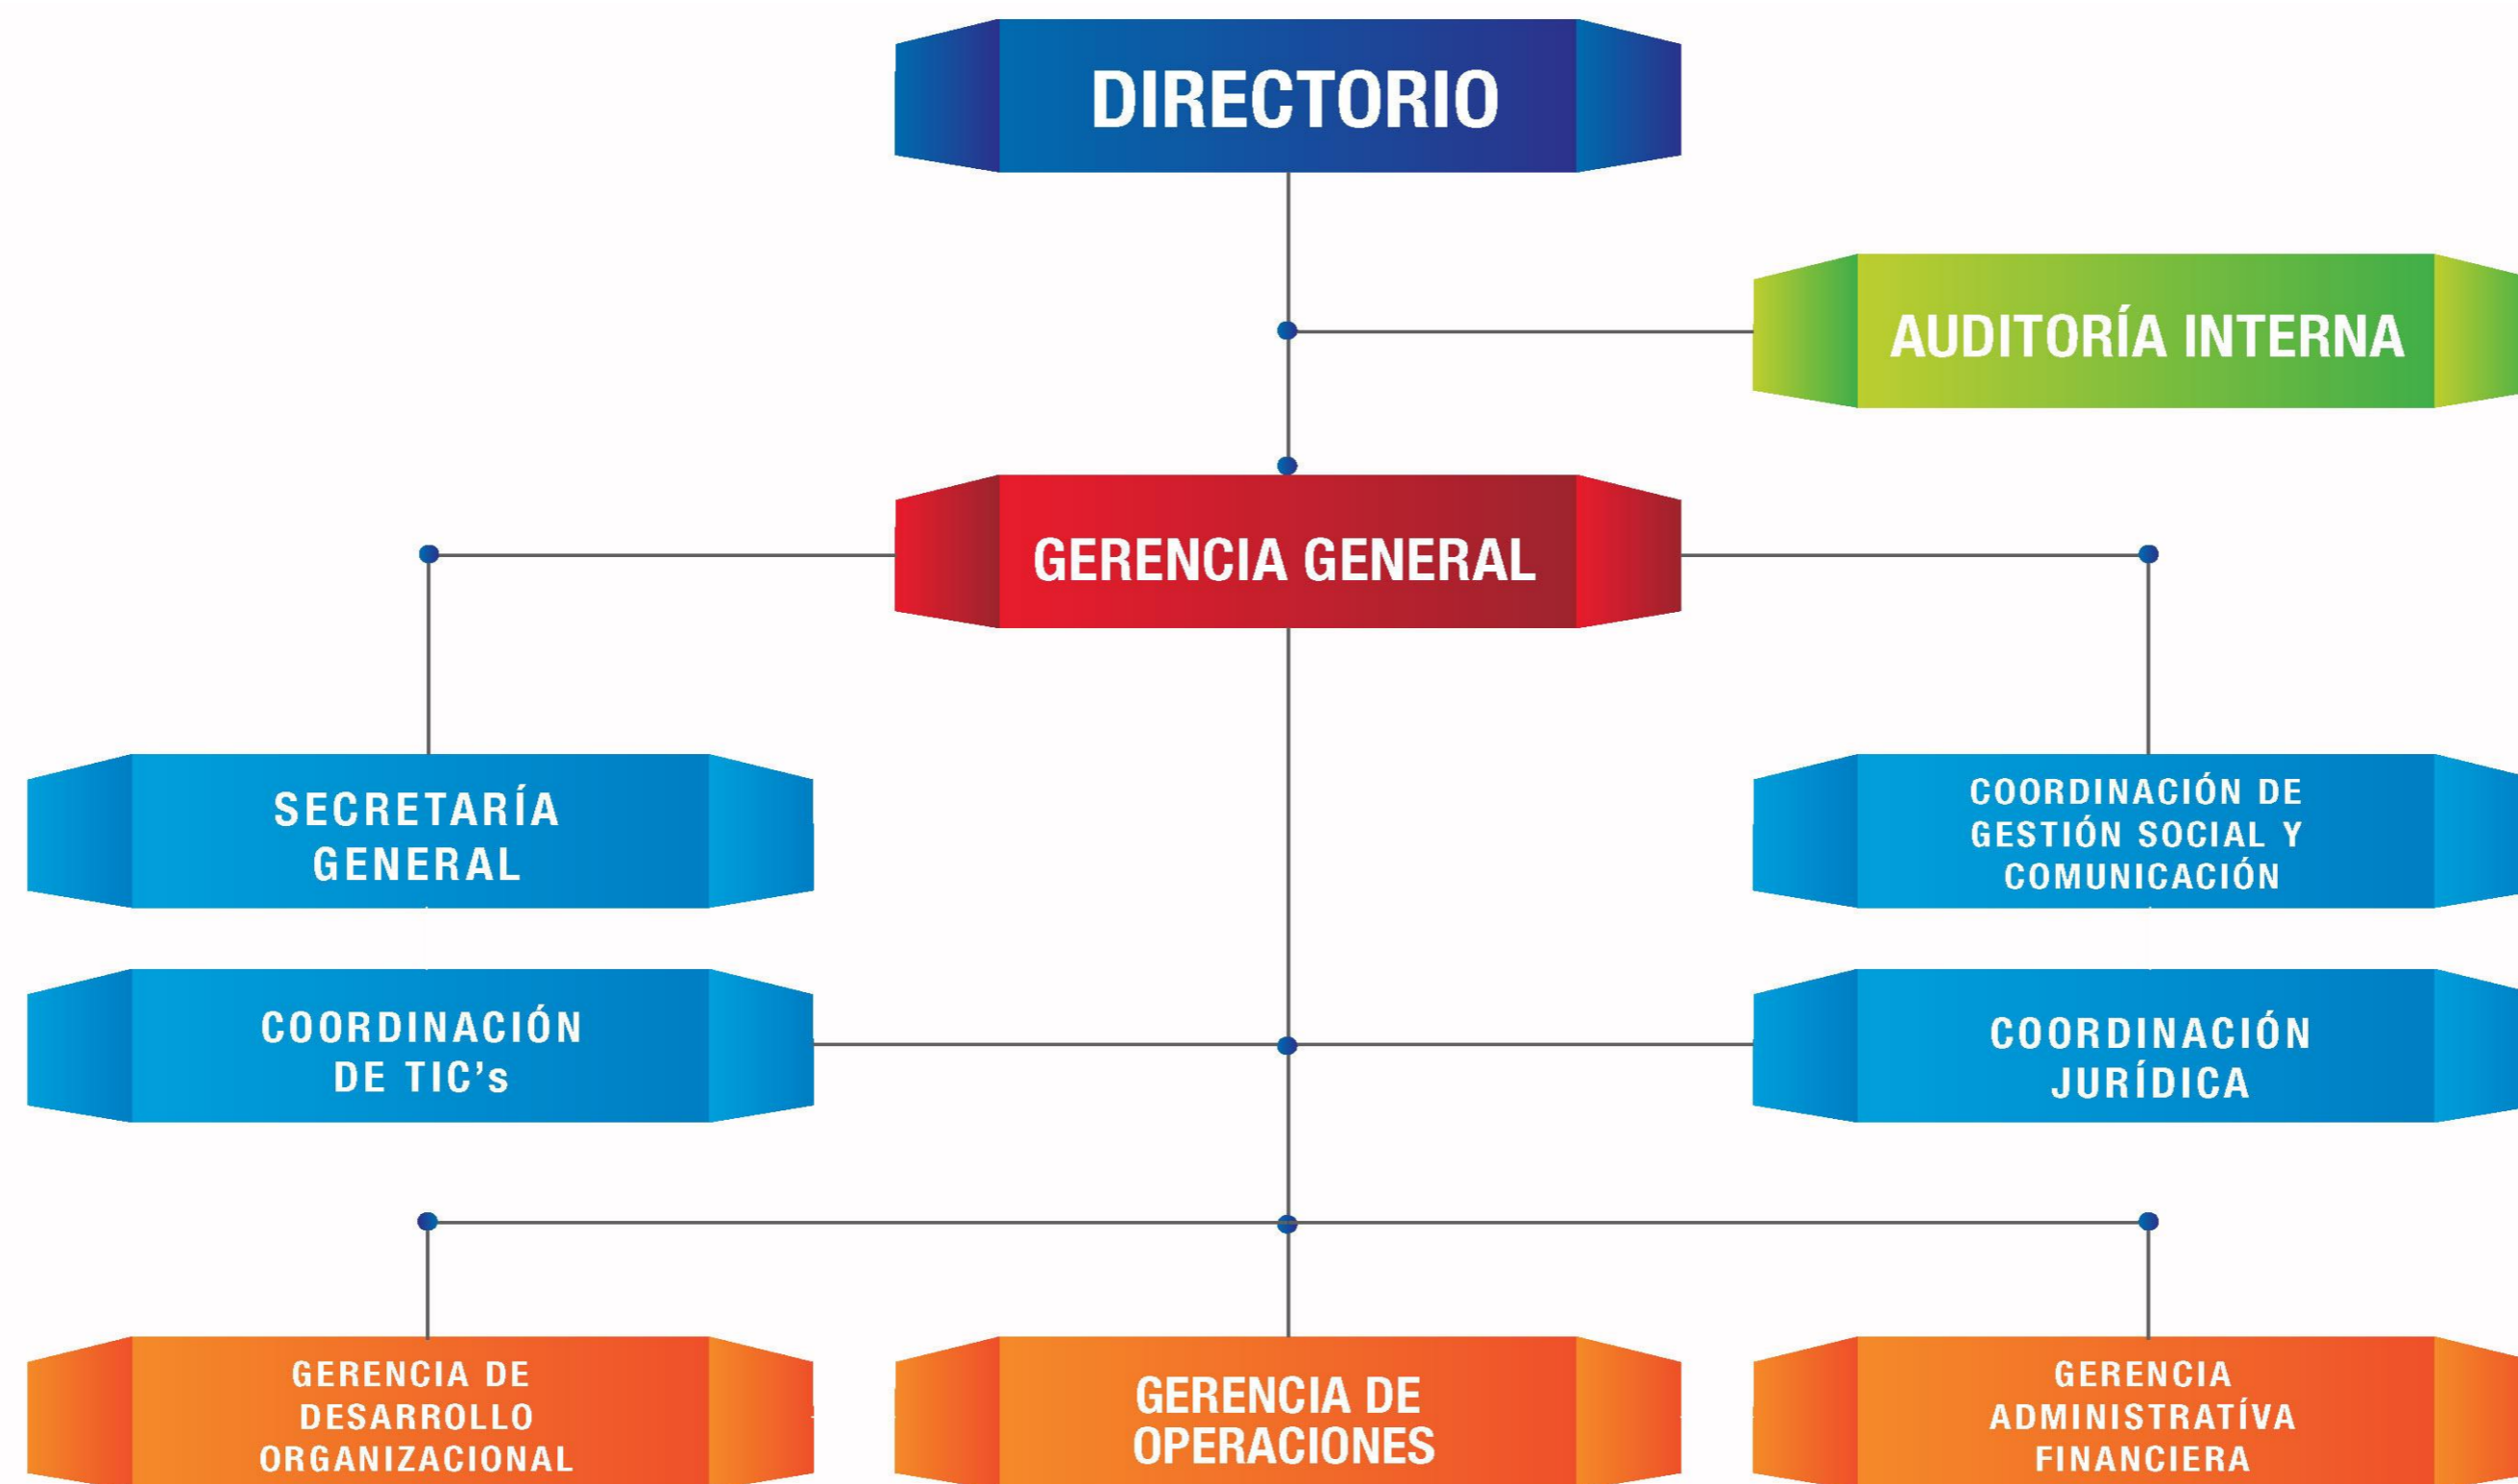 DIRECTORIO
AUDITORÍA INTERNA
GERENCIA GENERAL
SECRETARÍA
GENERAL
COORDINACIÓN DE
GESTIÓN SOCIAL Y
COMUNICACIÓN
COORDINACIÓN
DE TIC’s
COORDINACIÓN
JURÍDICA
GERENCIA DE
DESARROLLO
ORGANIZACIONAL
GERENCIA DE
OPERACIONES
GERENCIA
ADMINISTRATÍVA
FINANCIERA